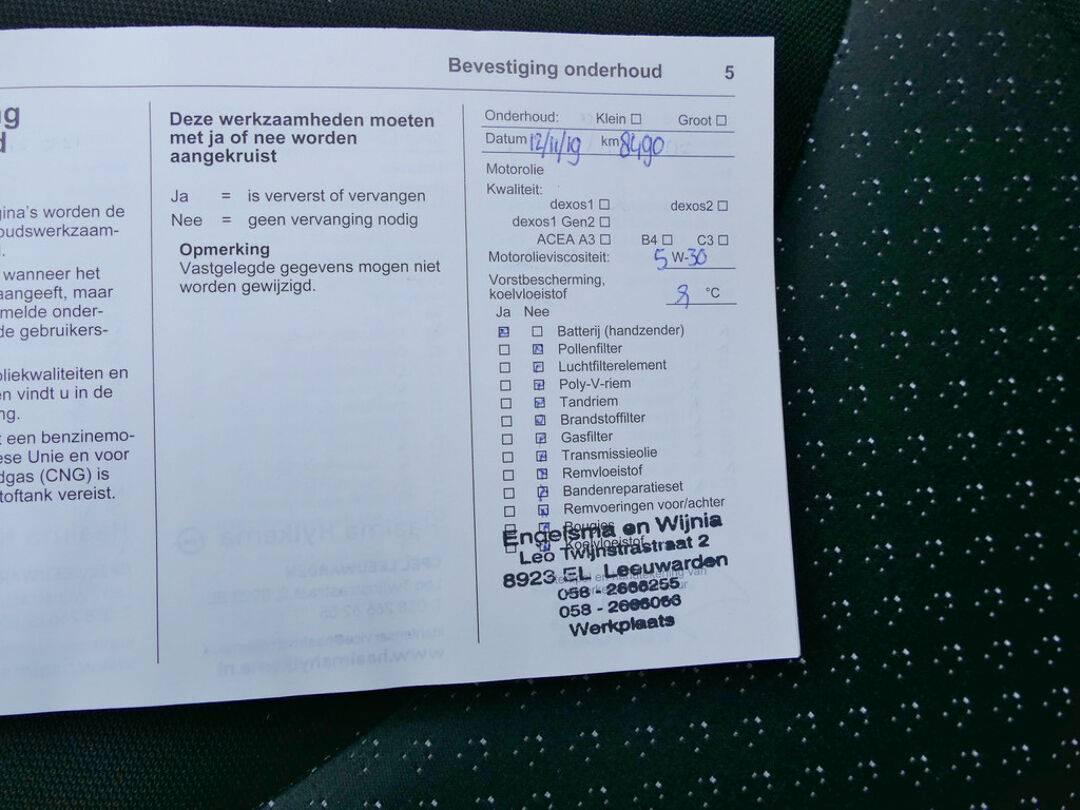 Bevestiging onderhoud 5
g
d
gina's worden de
oudswerkzaam-
.
wanneer het
aangeeft, maar
melde onder-
de gebruikers-
oliekwaliteiten en
n vindt u in de
ng.
t een benzinemo-
ese Unie en voor
dgas (CNG) is
toftank vereist.
Deze werkzaamheden moeten
met ja of nee worden
aangekruist
Ja = is ververst of vervangen
Nee = geen vervanging nodig
Opmerking
Vastgelegde gegevens mogen niet
worden gewijzigd.
Onderhoud: Klein ☐ Groot ☐
Datum 12/11/19 km 8490
Motorolie
Kwaliteit:
dexos1 ☐ dexos2 ☐
dexos1 Gen2 ☐
ACEA A3 ☐ B4 ☐ C3 ☐
Motorolieviscositeit: 5 W-30
Vorstbescherming,
koelvloeistof °C
Ja Nee
Batterij (handzender)
Pollenfilter
Luchtfilterelement
Poly-V-riem
Tandriem
Brandstoffilter
Gasfilter
Transmissieolie
Remvloeistof
Bandenreparatieset
Remvoeringen voor/achter
Bougies
Koelvloeistof
Engelsma en Wijnia
Leo Twijnstrastraat 2
8923 EL Leeuwarden
058 - 2666255
058 - 2666066
Werkplaats